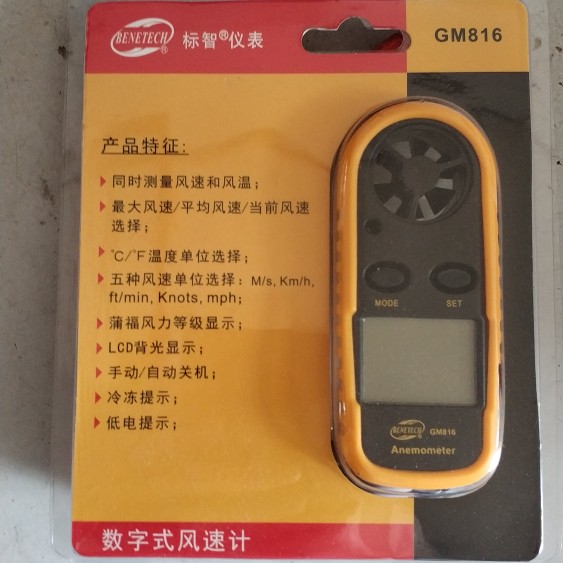 BENETECH®
标智®仪表
GM816
产品特征:
同时测量风速和风温;
最大风速/平均风速/当前风速
选择;
℃/℉温度单位选择;
五种风速单位选择: M/s, Km/h,
ft/min, Knots, mph;
蒲福风力等级显示;
LCD背光显示;
手动/自动关机;
冷冻提示;
低电提示;
MODE
SET
BENETECH GM816
Anemometer
数字式风速计